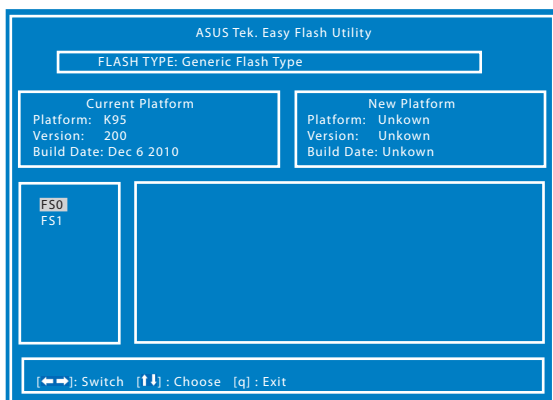 ASUS Tek. Easy Flash Utility
FLASH TYPE: Generic Flash Type
Current Platform
Platform: K95
Version: 200
Build Date: Dec 6 2010
New Platform
Platform: Unkown
Version: Unkown
Build Date: Unkown
FS0
FS1
[←→]: Switch [↑↓] : Choose [q] : Exit